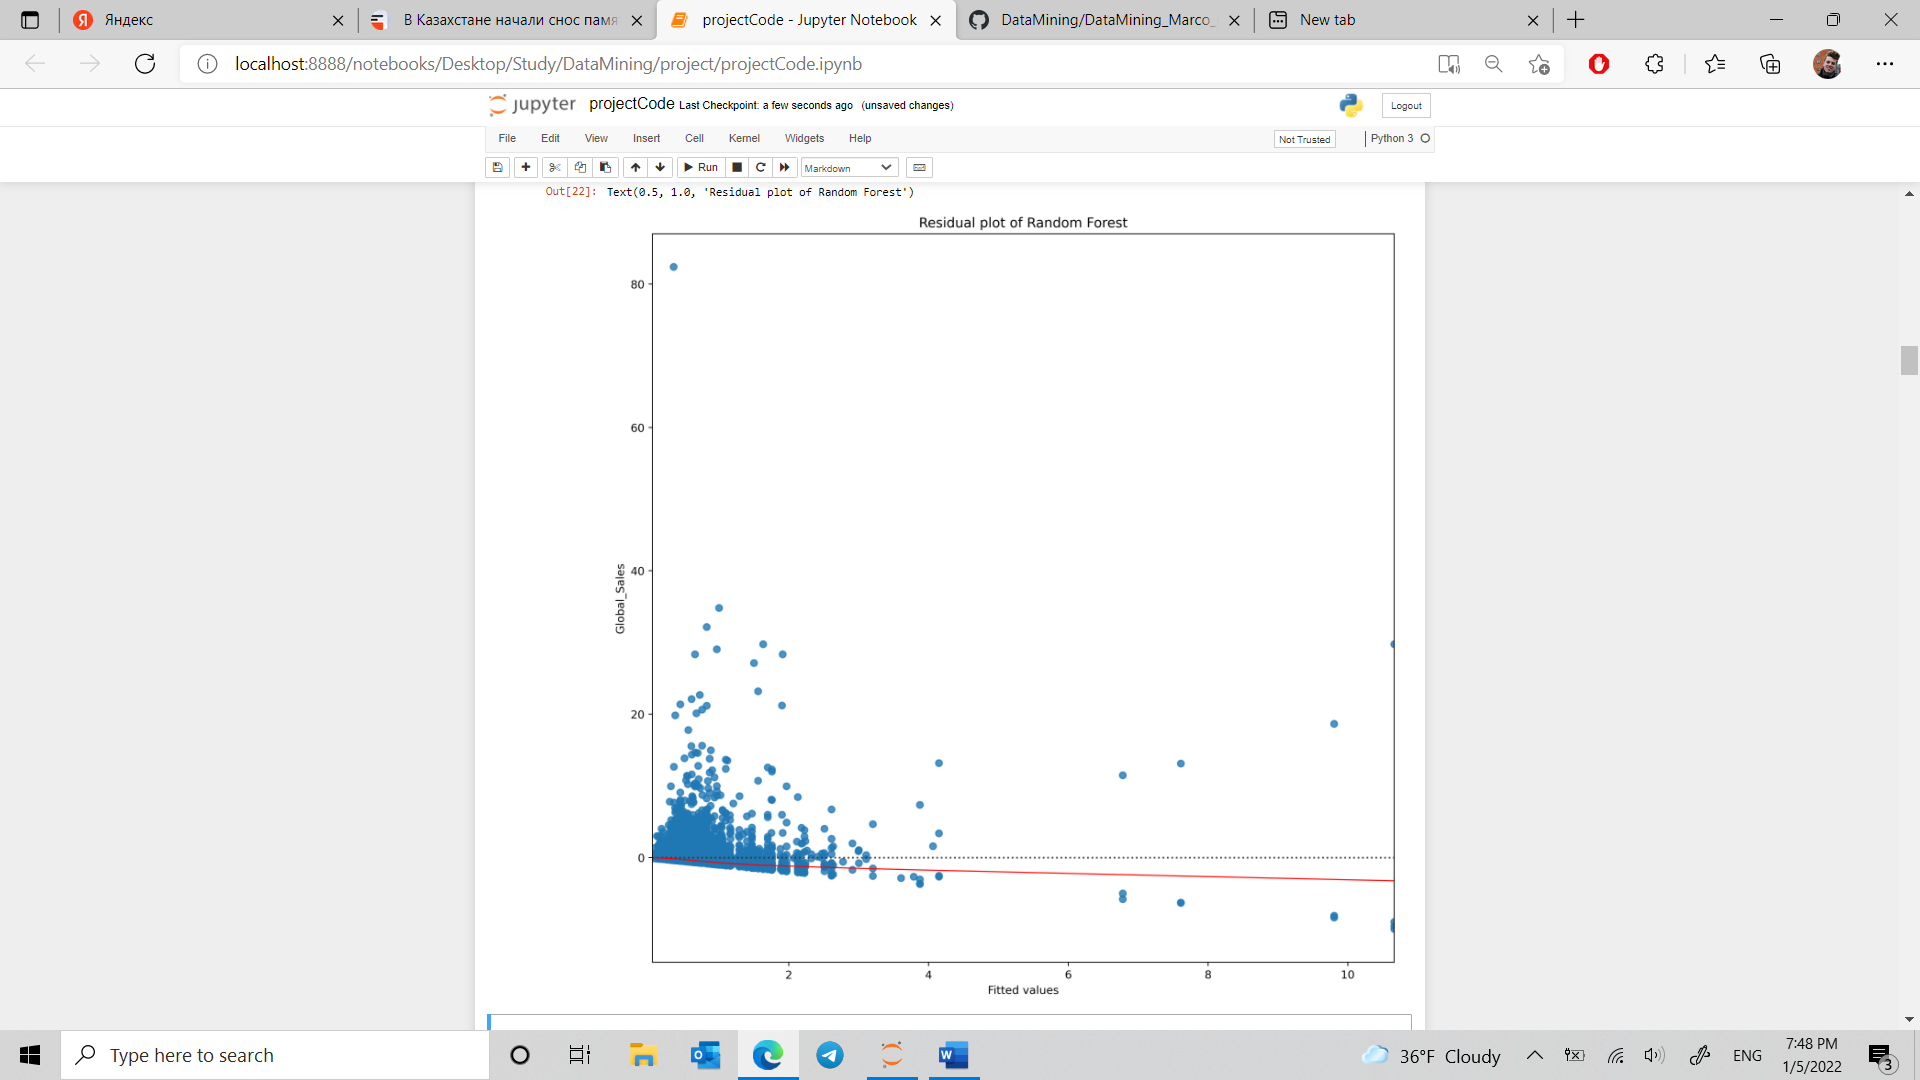 Яндекс
В Казахстане начали снос памя
projectCode - Jupyter Notebook
DataMining/DataMining_Marco_
New tab
localhost:8888/notebooks/Desktop/Study/DataMining/project/projectCode.ipynb
jupyter projectCode Last Checkpoint: a few seconds ago (unsaved changes)
Logout
File Edit View Insert Cell Kernel Widgets Help
Not Trusted
Python 3
Run
Markdown
Out[22]: Text(0.5, 1.0, 'Residual plot of Random Forest')
Residual plot of Random Forest
80
60
40
20
0
Global_Sales
2 4 6 8 10
Fitted values
Type here to search
36°F Cloudy
ENG
7:48 PM
1/5/2022
3